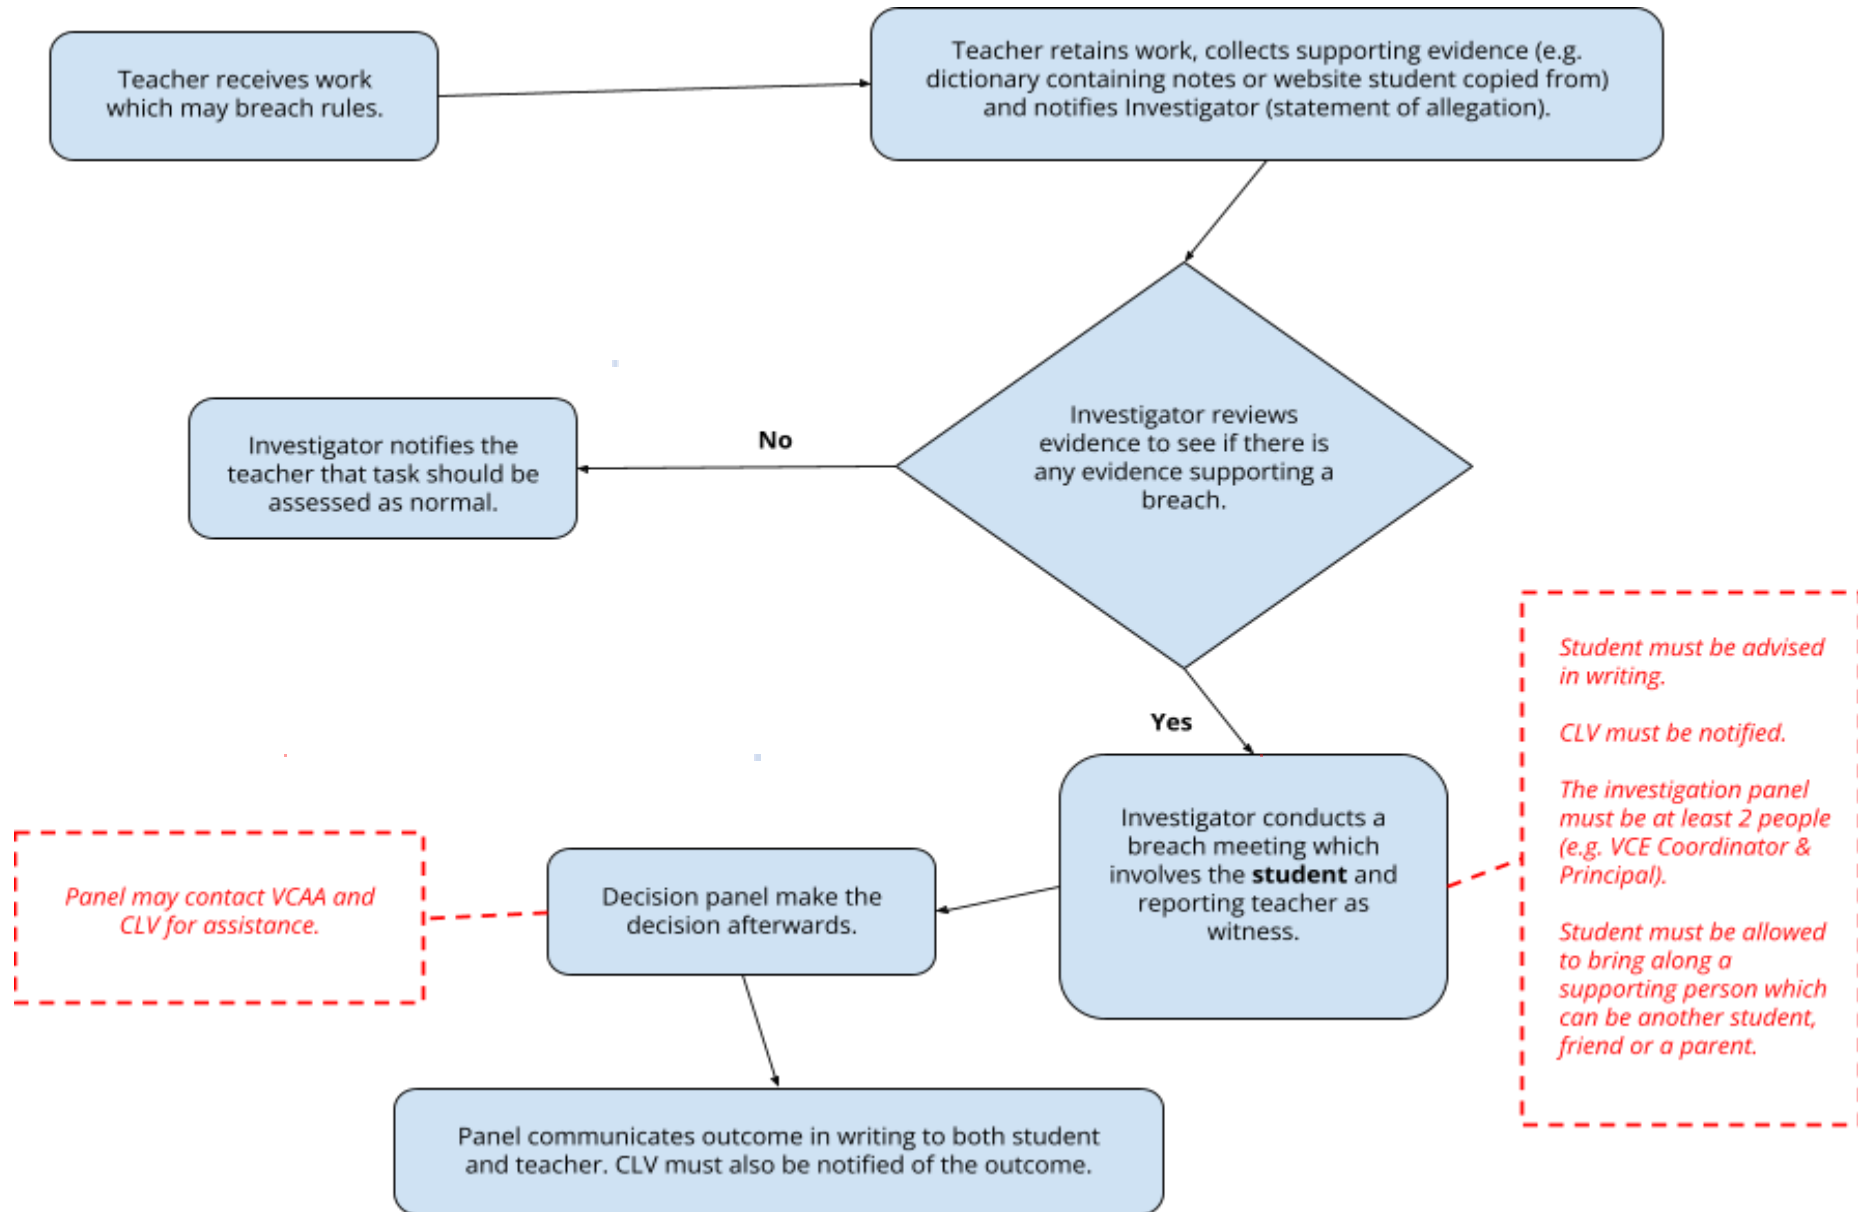 Teacher receives work
which may breach rules.
Teacher retains work, collects supporting evidence (e.g.
dictionary containing notes or website student copied from)
and notifies Investigator (statement of allegation).
Investigator reviews
evidence to see if there is
any evidence supporting a
breach.
No
Investigator notifies the
teacher that task should be
assessed as normal.
Yes
Investigator conducts a
breach meeting which
involves the student and
reporting teacher as
witness.
Student must be advised
in writing.
CLV must be notified.
The investigation panel
must be at least 2 people
(e.g. VCE Coordinator &
Principal).
Student must be allowed
to bring along a
supporting person which
can be another student,
friend or a parent.
Decision panel make the
decision afterwards.
Panel may contact VCAA and
CLV for assistance.
Panel communicates outcome in writing to both student
and teacher. CLV must also be notified of the outcome.